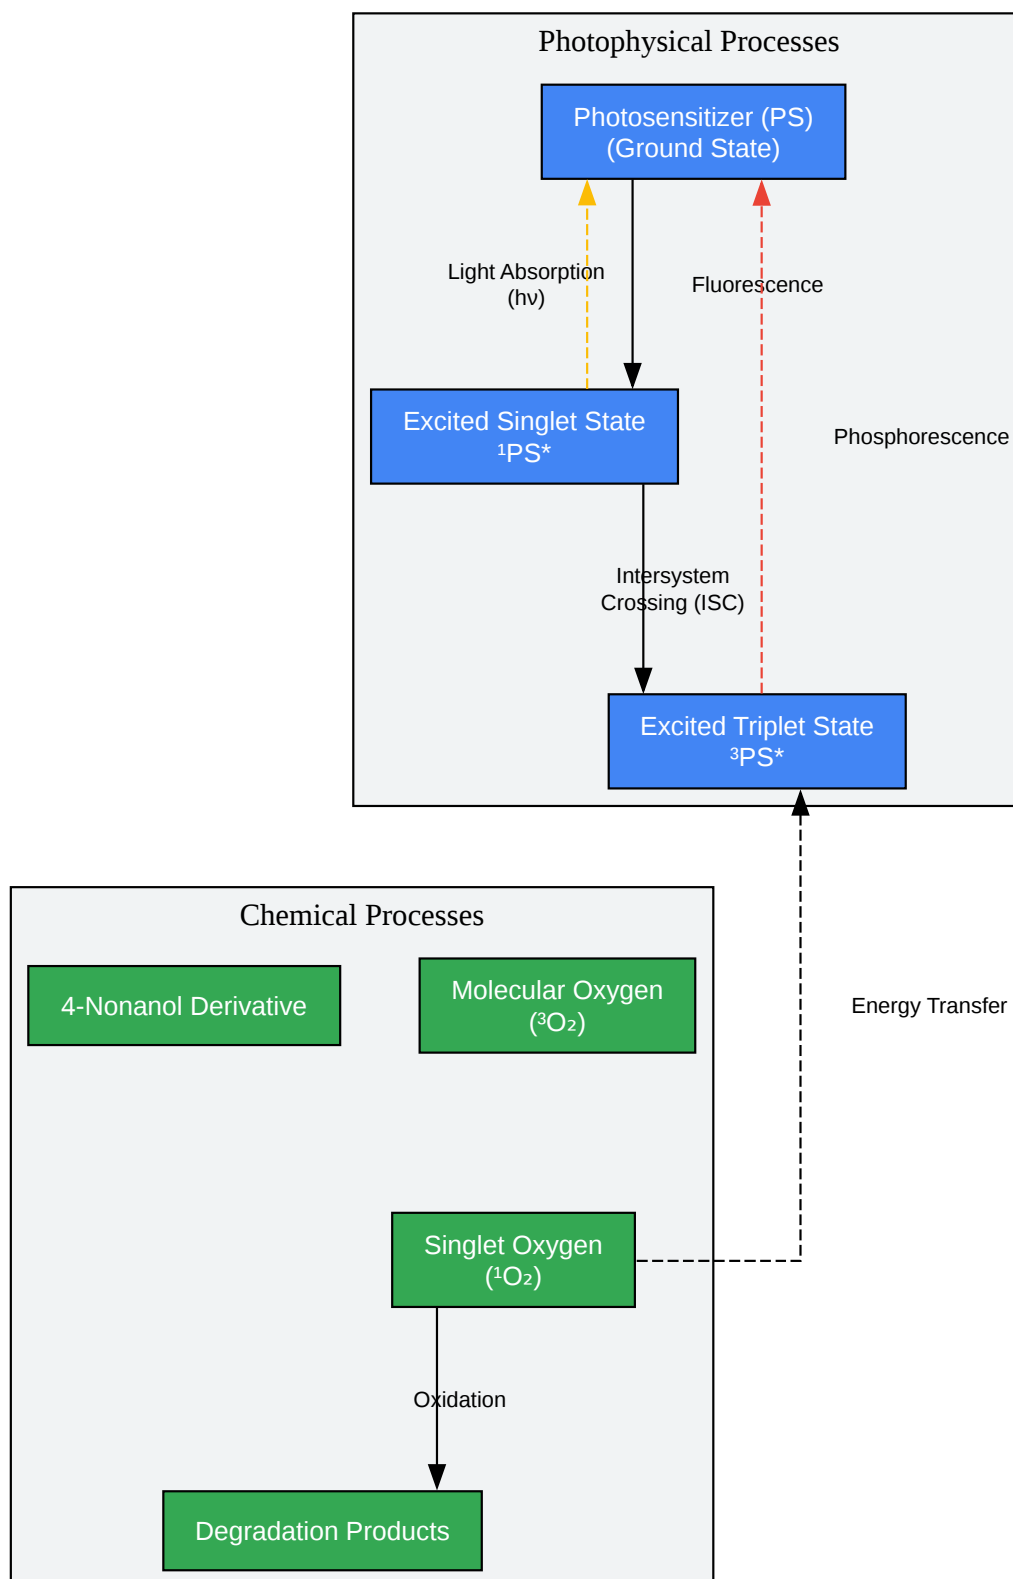 Photophysical Processes
Photosensitizer (PS)
(Ground State)
Light Absorption
(hν)
Fluorescence
Excited Singlet State
¹PS*
Phosphorescence
Intersystem
Crossing (ISC)
Excited Triplet State
³PS*
Chemical Processes
4-Nonanol Derivative
Molecular Oxygen
(³O₂)
Energy Transfer
Singlet Oxygen
(¹O₂)
Oxidation
Degradation Products